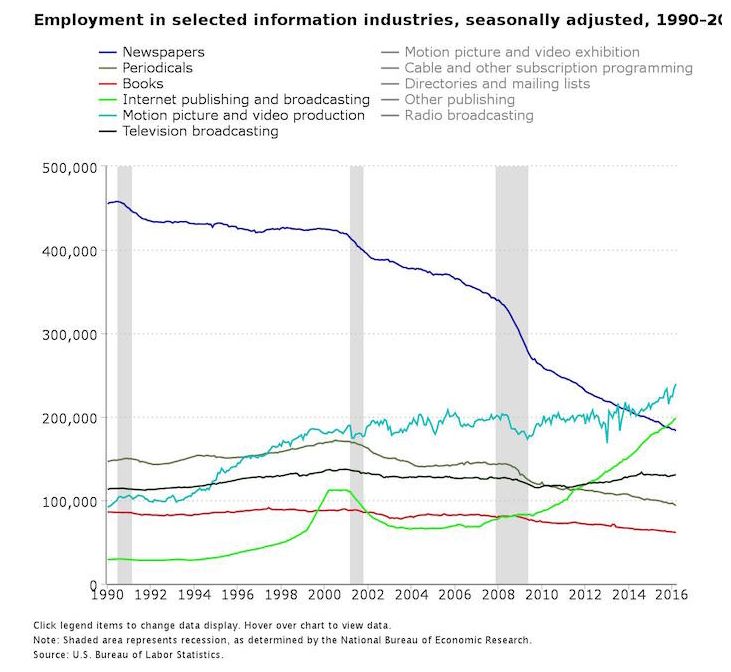 Employment in selected information industries, seasonally adjusted, 1990–20
Newspapers
Periodicals
Books
Internet publishing and broadcasting
Motion picture and video production
Television broadcasting
Motion picture and video exhibition
Cable and other subscription programming
Directories and mailing lists
Other publishing
Radio broadcasting
500,000
400,000
300,000
200,000
100,000
0
1990 1992 1994 1996 1998 2000 2002 2004 2006 2008 2010 2012 2014 2016
Click legend items to change data display. Hover over chart to view data.
Note: Shaded area represents recession, as determined by the National Bureau of Economic Research.
Source: U.S. Bureau of Labor Statistics.